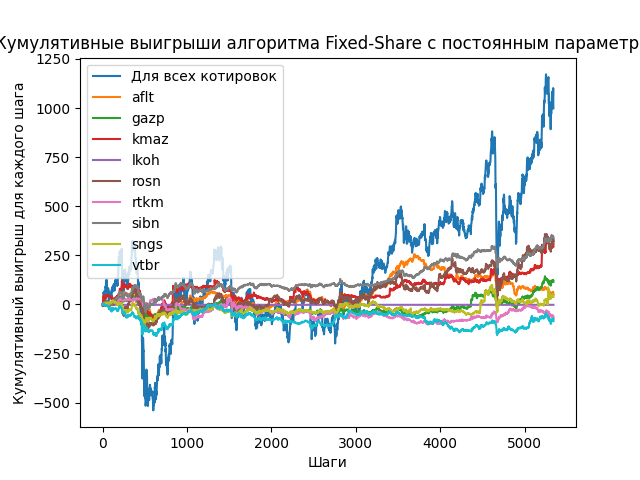 Кумулятивные выигрыши алгоритма Fixed-Share с постоянным параметр
Кумулятивный выигрыш для каждого шага
1250
1000
750
500
250
0
−250
−500
Для всех котировок
aflt
gazp
kmaz
lkoh
rosn
rtkm
sibn
sngs
vtbr
0 1000 2000 3000 4000 5000
Шаги